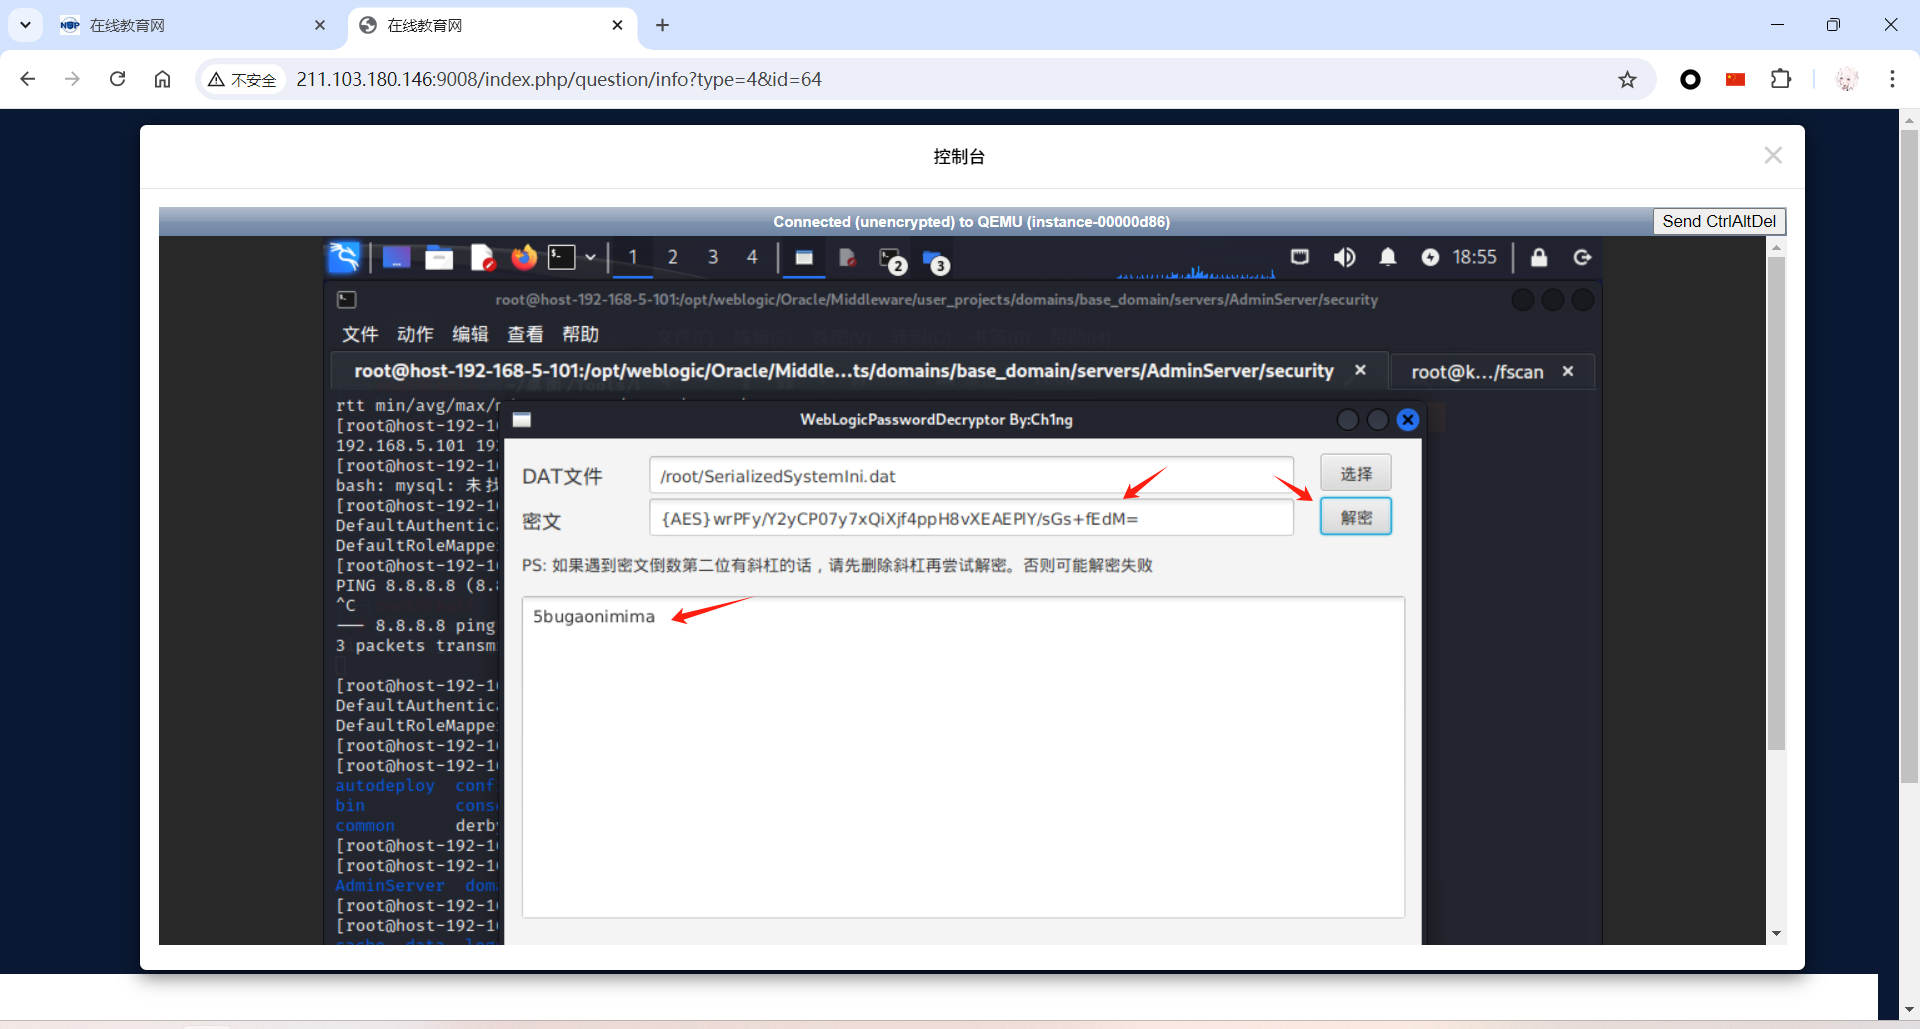 在线教育网
在线教育网
不安全
211.103.180.146:9008/index.php/question/info?type=4&id=64
控制台
Connected (unencrypted) to QEMU (instance-00000d86)
Send CtrlAltDel
1 2 3 4
2
3
18:55
root@host-192-168-5-101:/opt/weblogic/Oracle/Middleware/user_projects/domains/base_domain/servers/AdminServer/security
文件 动作 编辑 查看 帮助
root@host-192-168-5-101:/opt/weblogic/Oracle/Middle...ts/domains/base_domain/servers/AdminServer/security
root@k.../fscan
rtt min/avg/max/
[root@host-192-1
192.168.5.101 19
[root@host-192-1
bash: mysql: 未找
[root@host-192-1
DefaultAuthentic
DefaultRoleMappe
[root@host-192-1
PING 8.8.8.8 (8.
^C
—— 8.8.8.8 ping
3 packets transm
[root@host-192-1
DefaultAuthentic
DefaultRoleMappe
[root@host-192-1
[root@host-192-1
autodeploy conf
bin cons
common derb
[root@host-192-1
[root@host-192-1
AdminServer dom
[root@host-192-1
[root@host-192-1
WebLogicPasswordDecryptor By:Ch1ng
DAT文件
/root/SerializedSystemIni.dat
选择
密文
{AES}wrPFy/Y2yCP07y7xQiXjf4ppH8vXEAEPlY/sGs+fEdM=
解密
PS: 如果遇到密文倒数第二位有斜杠的话，请先删除斜杠再尝试解密。否则可能解密失败
5bugaonimima